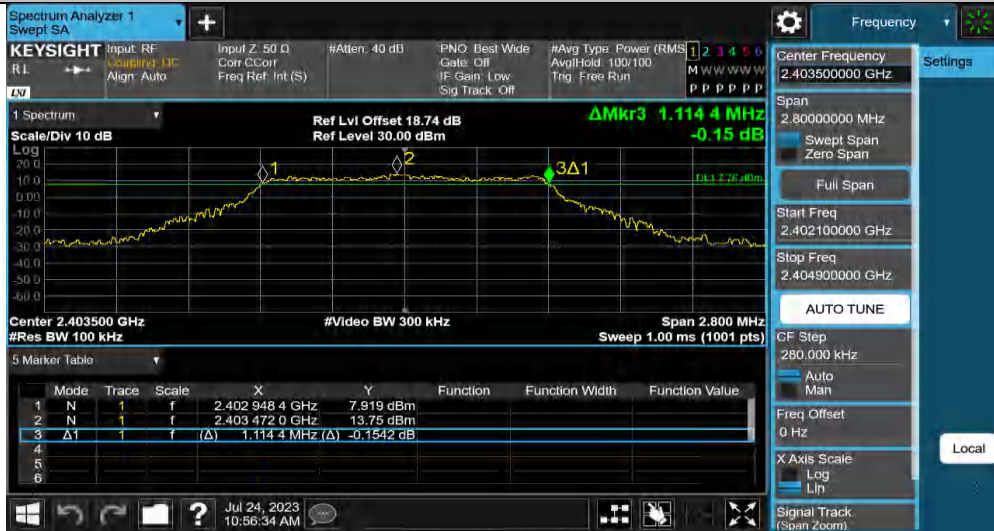 Spectrum Analyzer 1
Swept SA
+
Frequency
KEYSIGHT
RL
LXI
Input: RF
Coupling: DC
Align: Auto
Input Z: 50 Ω
Corr CCorr
Freq Ref: Int (S)
#Atten: 40 dB
PNO: Best Wide
Gate: Off
IF Gain: Low
Sig Track: Off
#Avg Type: Power (RMS
Avg|Hold: 100/100
Trig: Free Run
1 2 3 4 5 6
M W W W W W
P P P P P P
1 Spectrum
Scale/Div 10 dB
Ref Lvl Offset 18.74 dB
Ref Level 30.00 dBm
ΔMkr3 1.114 4 MHz
-0.15 dB
Log
20.0
10.0
0.00
-10.0
-20.0
-30.0
-40.0
-50.0
-60.0
1
2
3Δ1
DL1 7.75 dBm
Center 2.403500 GHz
#Res BW 100 kHz
#Video BW 300 kHz
Span 2.800 MHz
Sweep 1.00 ms (1001 pts)
5 Marker Table
Mode Trace Scale X Y Function Function Width Function Value
1 N 1 f 2.402 948 4 GHz 7.919 dBm
2 N 1 f 2.403 472 0 GHz 13.75 dBm
3 Δ1 1 f (Δ) 1.114 4 MHz (Δ) -0.1542 dB
4
5
6
?
Jul 24, 2023
10:56:34 AM
Center Frequency
2.403500000 GHz
Settings
Span
2.80000000 MHz
Swept Span
Zero Span
Full Span
Start Freq
2.402100000 GHz
Stop Freq
2.404900000 GHz
AUTO TUNE
CF Step
280.000 kHz
Auto
Man
Freq Offset
0 Hz
X Axis Scale
Log
Lin
Local
Signal Track
(Span Zoom)